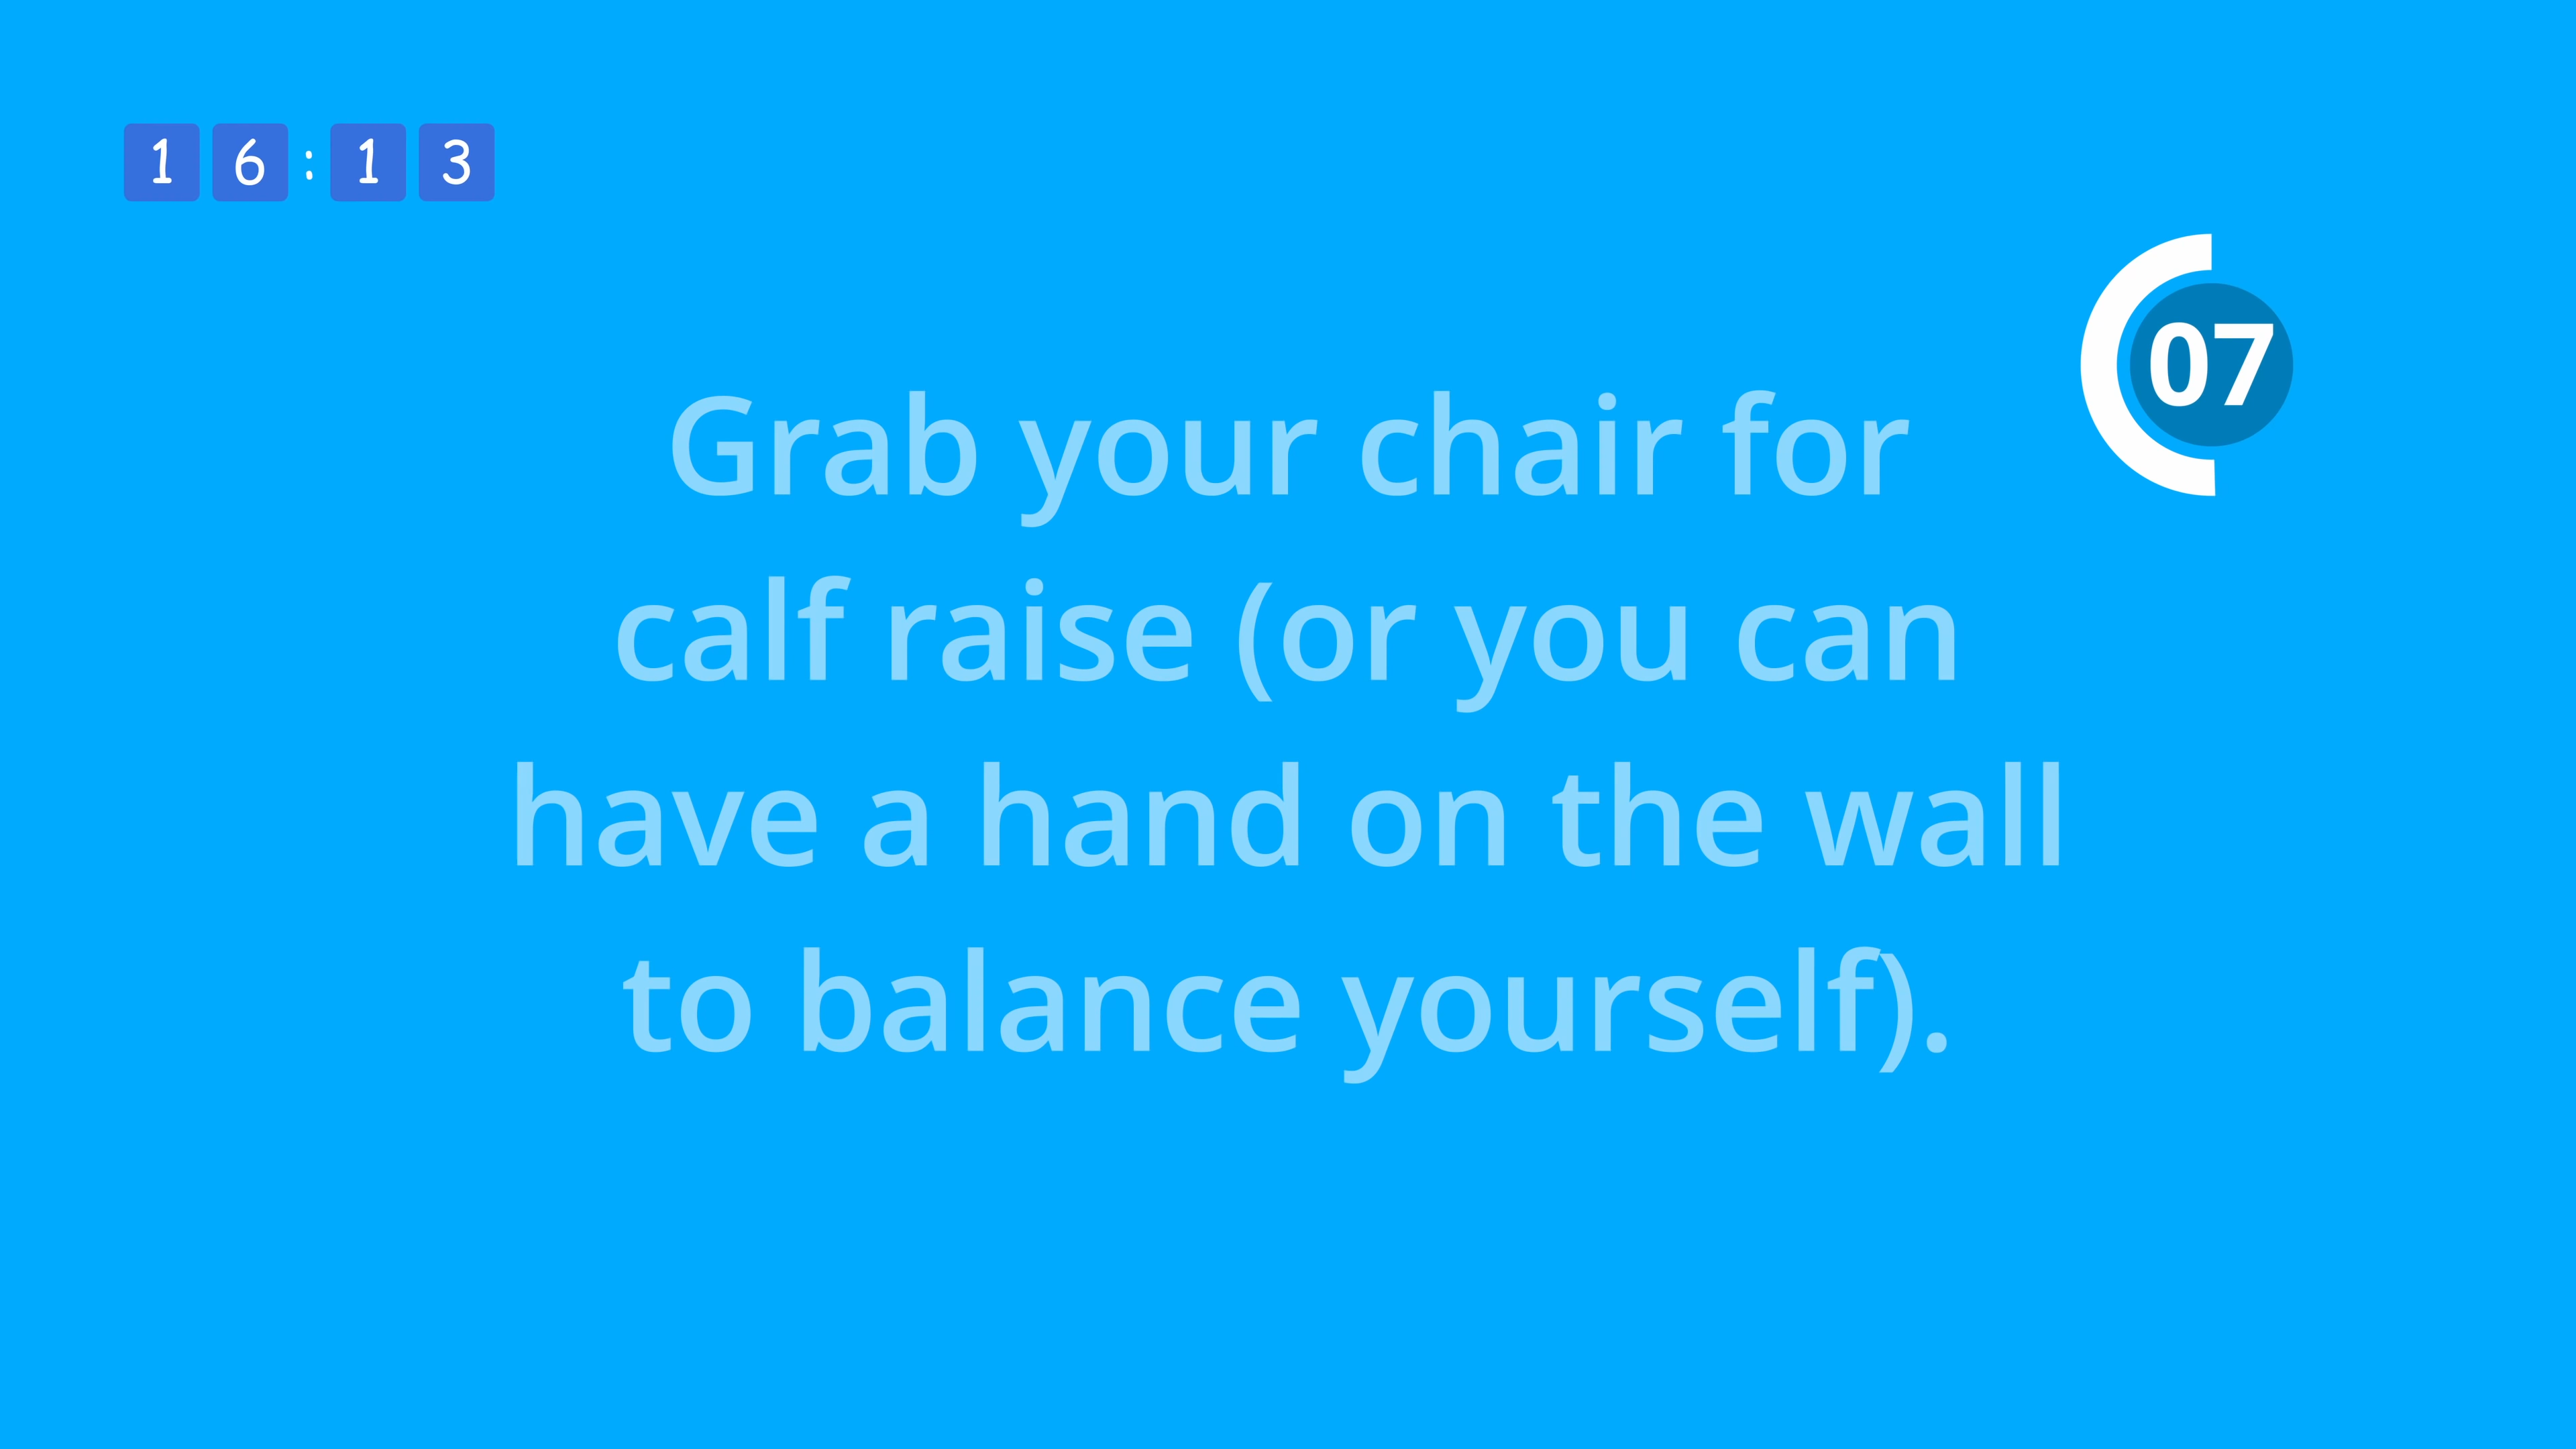 16:13
07
Grab your chair for
calf raise (or you can
have a hand on the wall
to balance yourself).